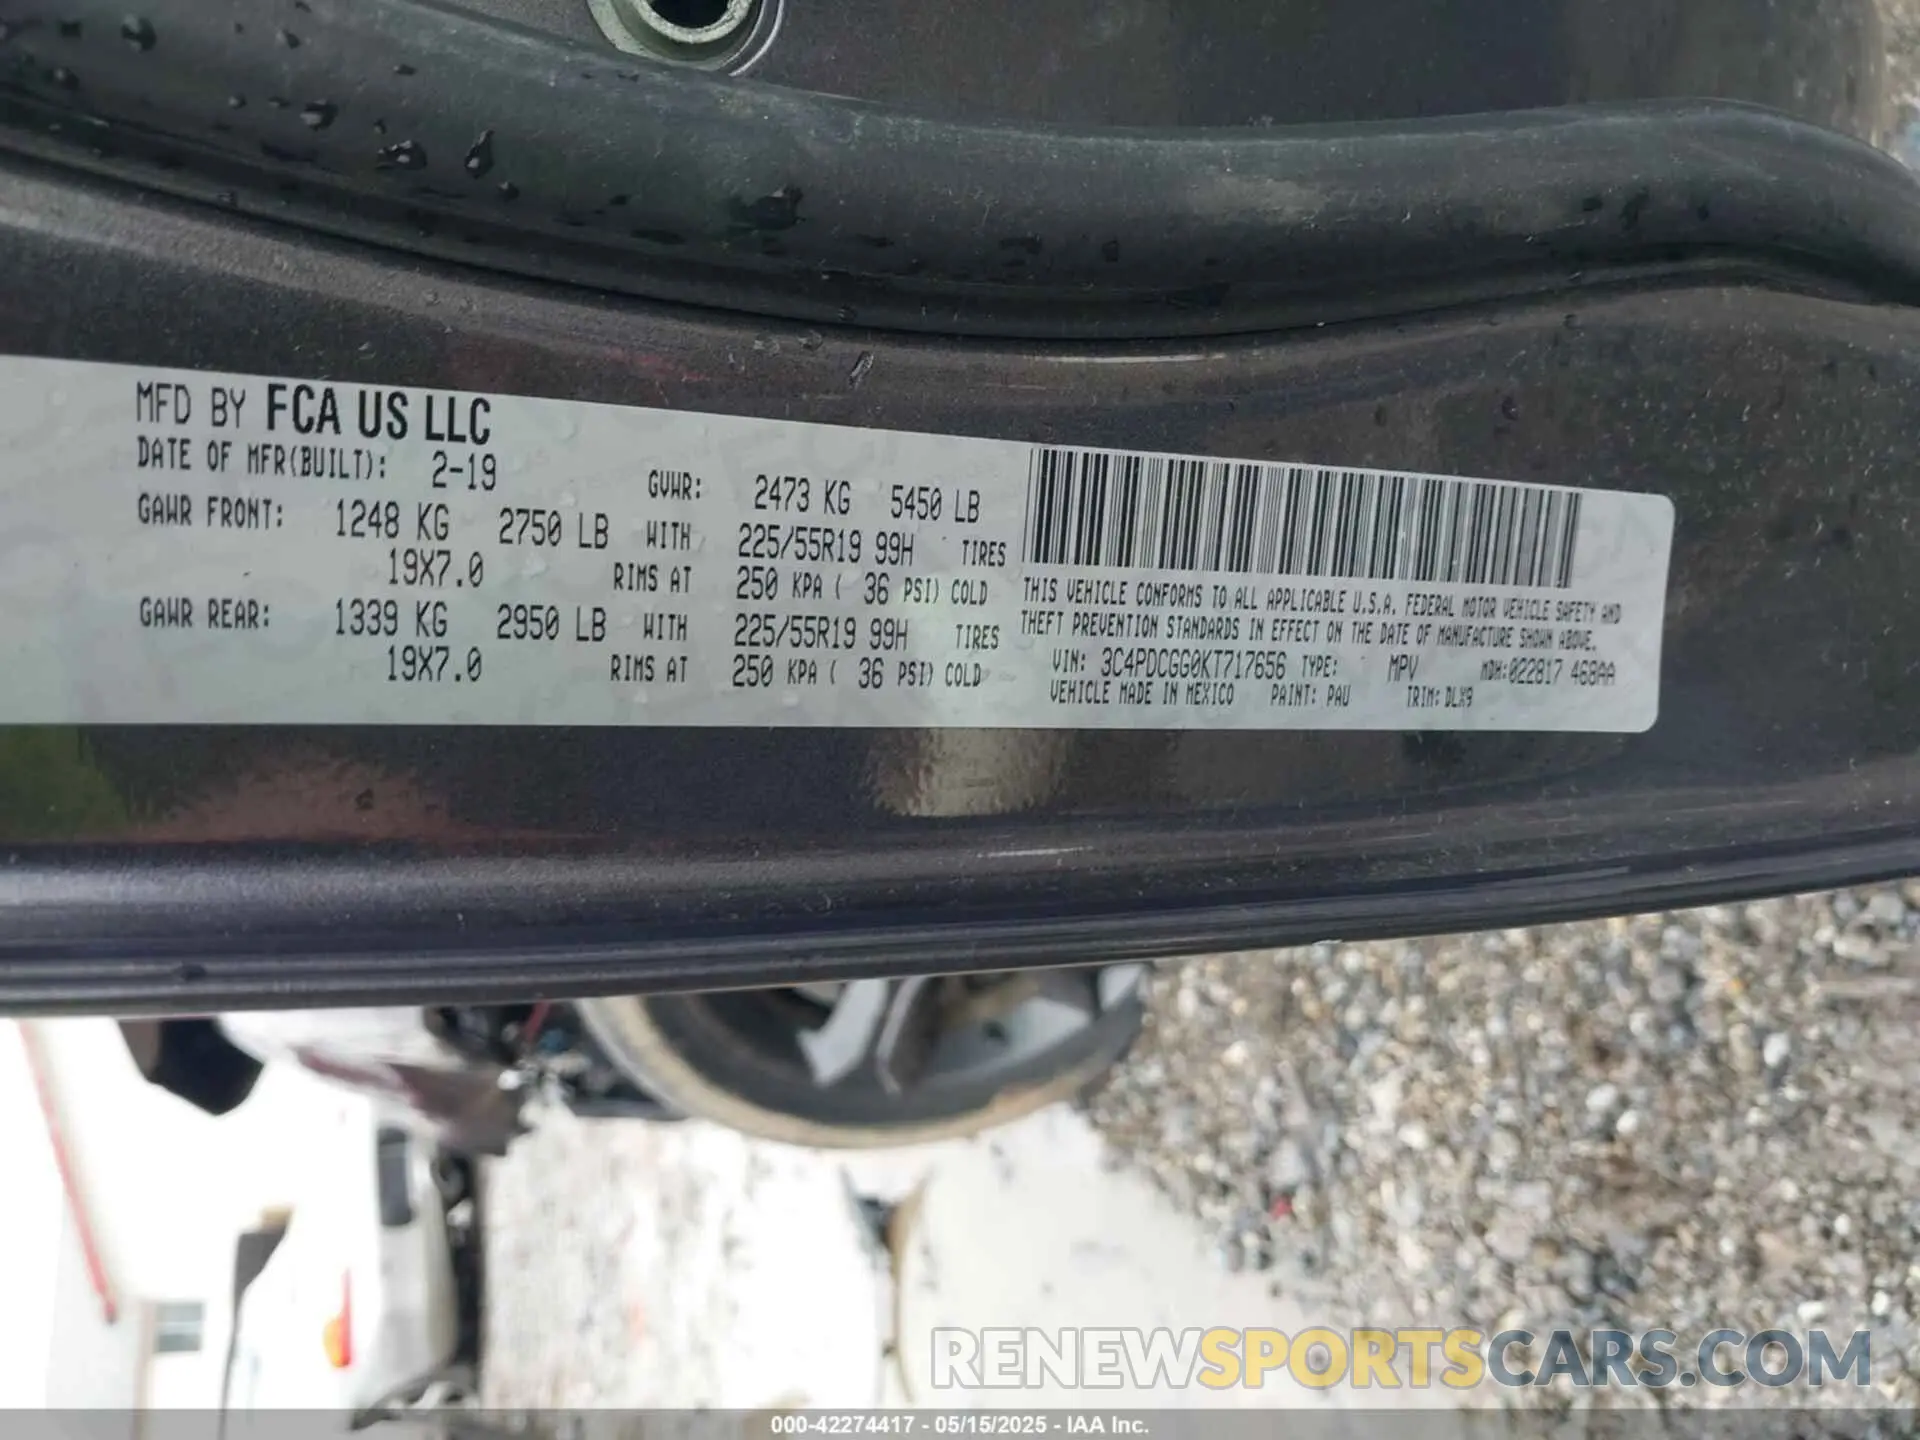 MFD BY FCA US LLC
DATE OF MFR(BUILT): 2-19 GVWR: 2473 KG 5450 LB
GAWR FRONT: 1248 KG 2750 LB WITH 225/55R19 99H TIRES
19X7.0 RIMS AT 250 KPA ( 36 PSI) COLD
GAWR REAR: 1339 KG 2950 LB WITH 225/55R19 99H TIRES
19X7.0 RIMS AT 250 KPA ( 36 PSI) COLD
THIS VEHICLE CONFORMS TO ALL APPLICABLE U.S.A. FEDERAL MOTOR VEHICLE SAFETY AND
THEFT PREVENTION STANDARDS IN EFFECT ON THE DATE OF MANUFACTURE SHOWN ABOVE.
VIN: 3C4PDCGG0KT717656 TYPE: MPV MDH:022817 468AA
VEHICLE MADE IN MEXICO PAINT: PAU TRIM: DLX9
RENEWSPORTSCARS.COM
000-42274417 - 05/15/2025 - IAA Inc.